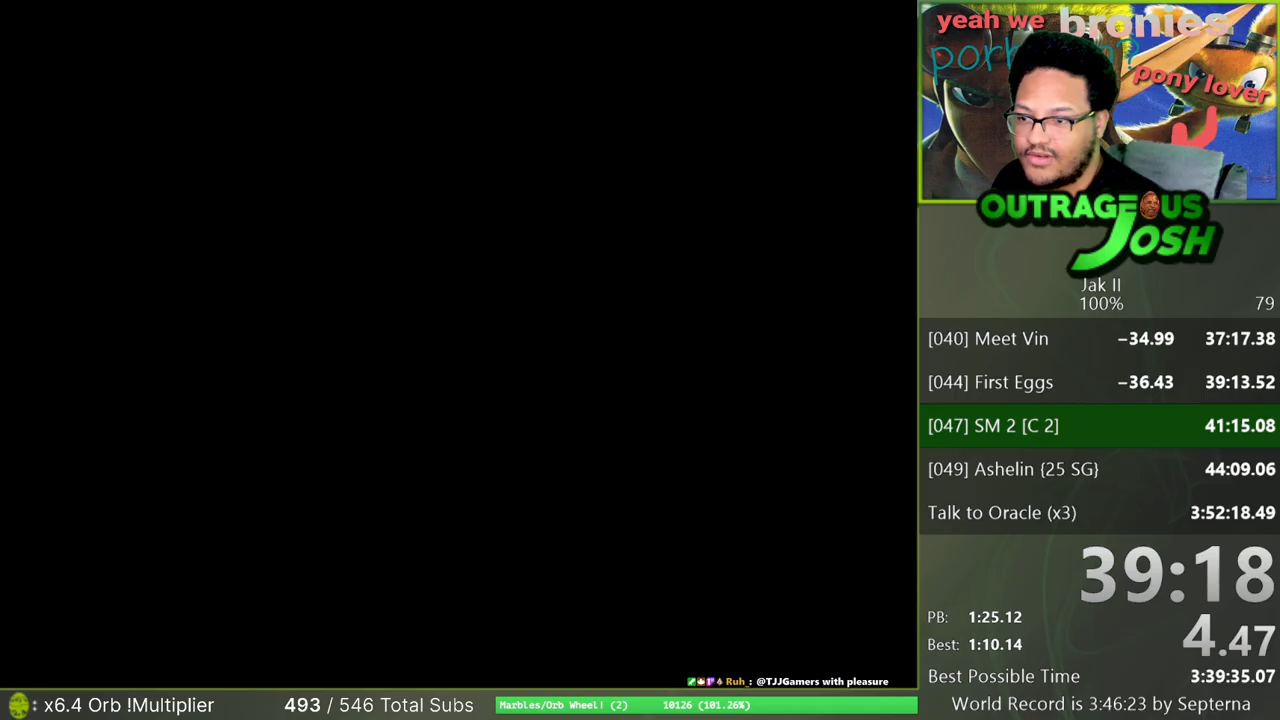 yeah we bronies
pony lover
OUTRAGEOUS
JOSH
Jak II
100% 79
[040] Meet Vin −34.99 37:17.38
[044] First Eggs −36.43 39:13.52
[047] SM 2 [C 2] 41:15.08
[049] Ashelin {25 SG} 44:09.06
Talk to Oracle (x3) 3:52:18.49
39:18
PB: 1:25.12
4.47
Best: 1:10.14
Best Possible Time 3:39:35.07
World Record is 3:46:23 by Septerna
Ruh_: @TJJGamers with pleasure
: x6.4 Orb !Multiplier 493 / 546 Total Subs Marbles/Orb Wheel! (2) 10126 (101.26%)